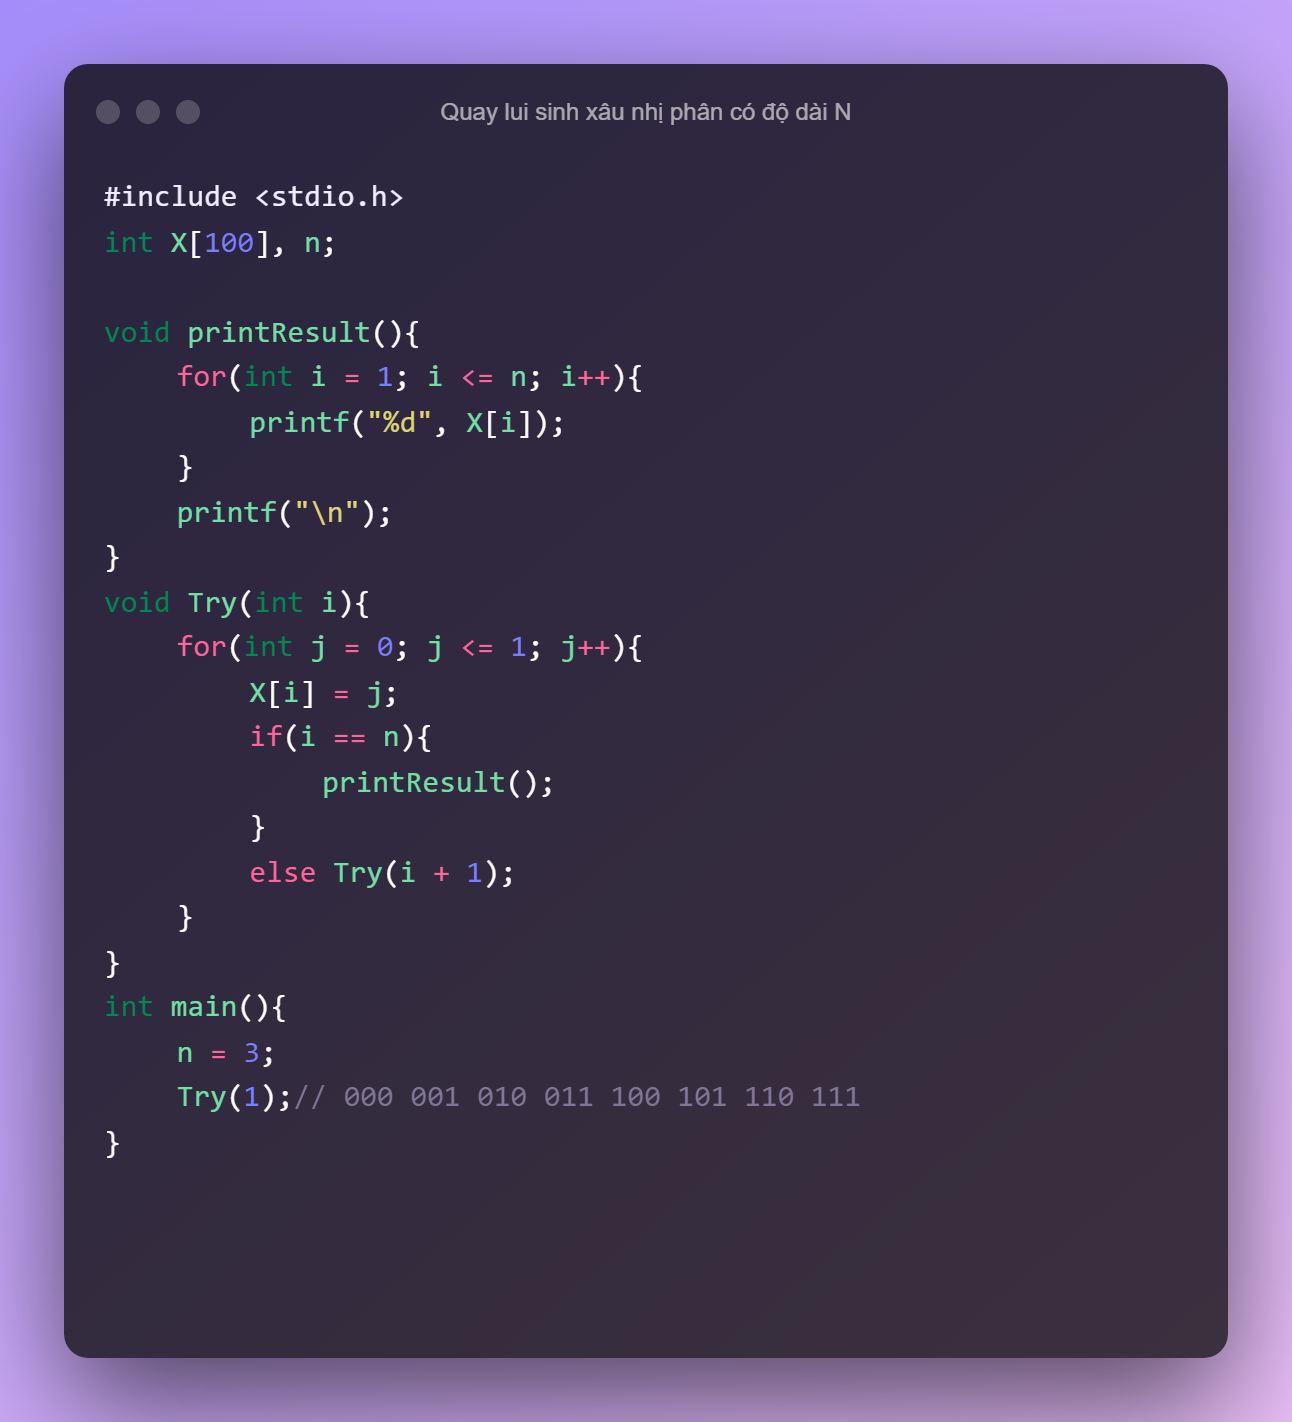 Quay lui sinh xâu nhị phân có độ dài N
#include <stdio.h>
int X[100], n;

void printResult(){
    for(int i = 1; i <= n; i++){
        printf("%d", X[i]);
    }
    printf("\n");
}
void Try(int i){
    for(int j = 0; j <= 1; j++){
        X[i] = j;
        if(i == n){
            printResult();
        }
        else Try(i + 1);
    }
}
int main(){
    n = 3;
    Try(1);// 000 001 010 011 100 101 110 111
}